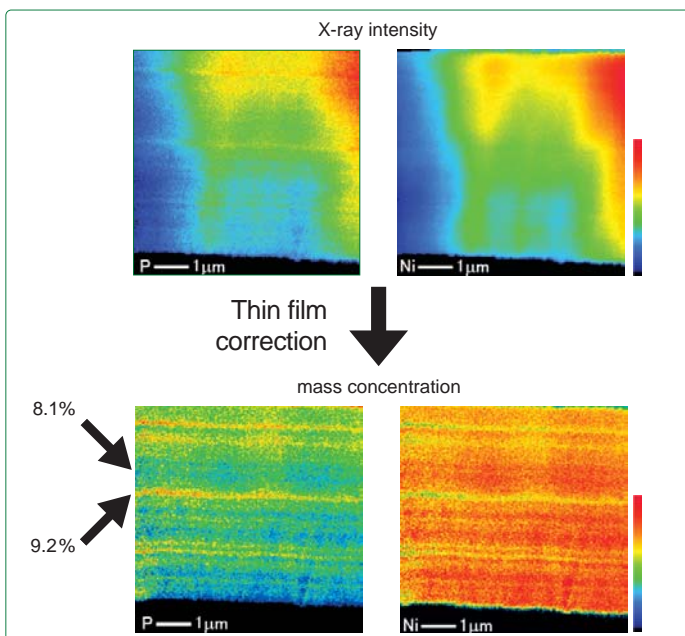 X-ray intensity
P 1μm
Ni 1μm
Thin film
correction
mass concentration
8.1%
9.2%
P 1μm
Ni 1μm